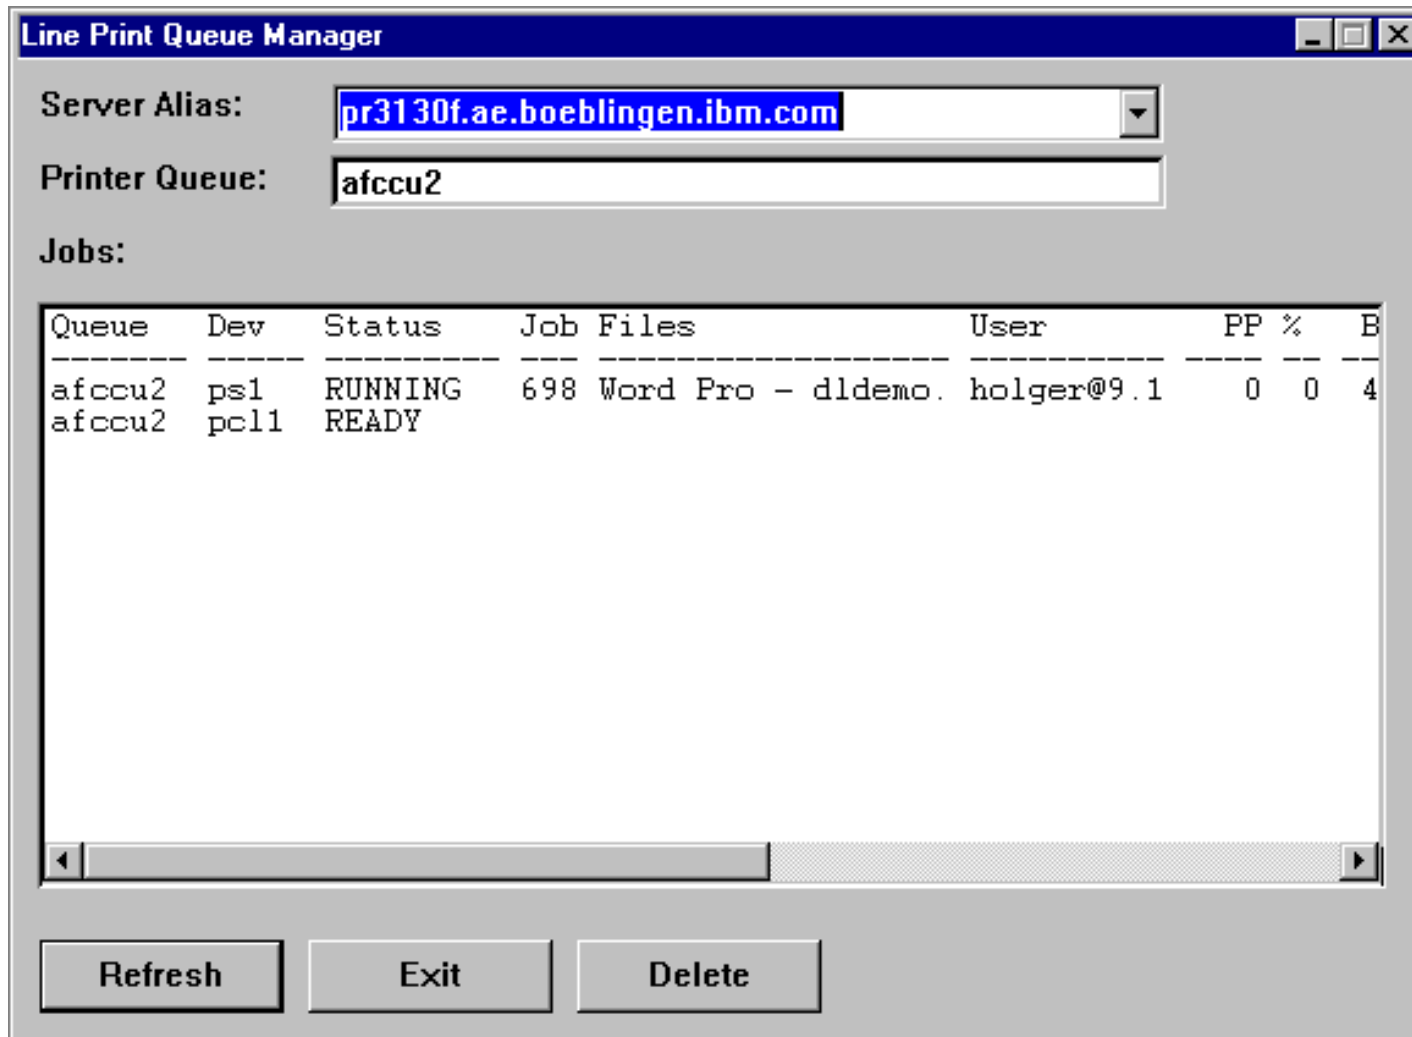 Line Print Queue Manager
Server Alias: pr3130f.ae.boeblingen.ibm.com
Printer Queue: afccu2
Jobs:
Queue   Dev   Status    Job Files              User         PP %   B
------- ----- --------- --- ------------------ ---------- ---- -- --
afccu2  ps1   RUNNING   698 Word Pro - dldemo. holger@9.1    0  0  4
afccu2  pcl1  READY
Refresh Exit Delete